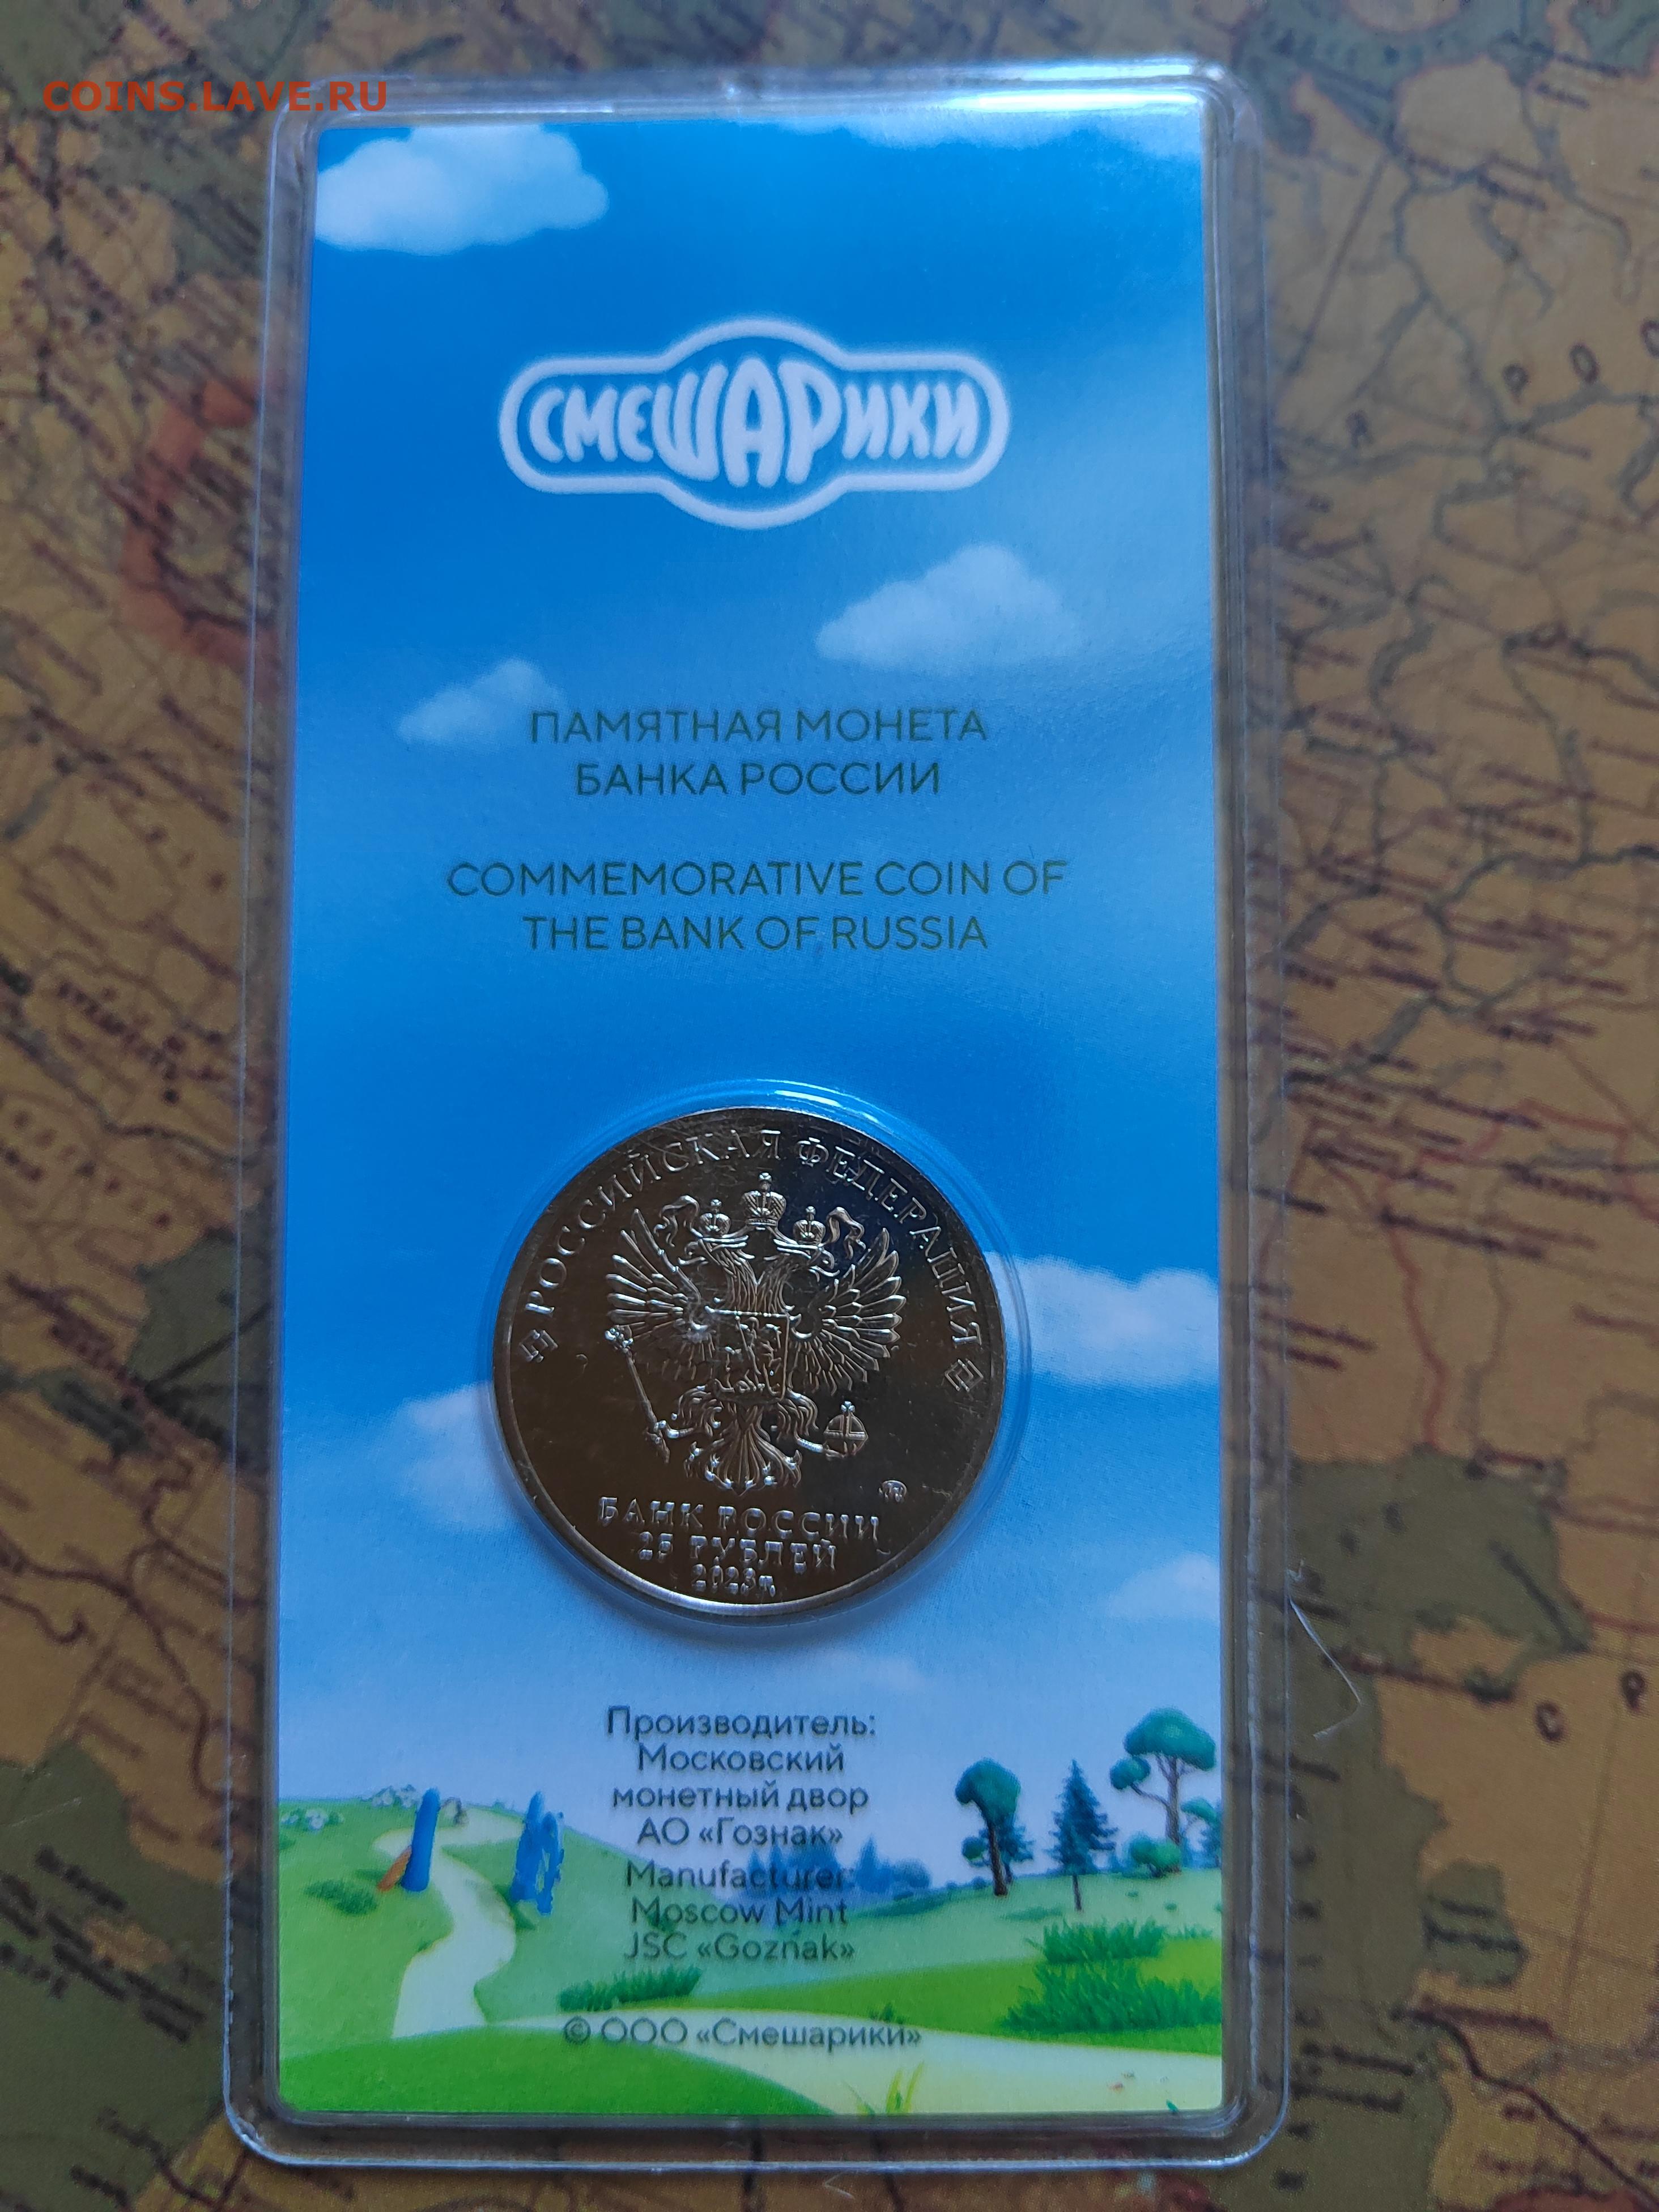 COINS.LAVE.RU
СМЕШАРИКИ
ПАМЯТНАЯ МОНЕТА
БАНКА РОССИИ
COMMEMORATIVE COIN OF
THE BANK OF RUSSIA
РОССИЙСКАЯ ФЕДЕРАЦИЯ
БАНК РОССИИ
25 РУБЛЕЙ
2023г.
Производитель:
Московский
монетный двор
АО «Гознак»
Manufacturer:
Moscow Mint
JSC «Goznak»
© ООО «Смешарики»